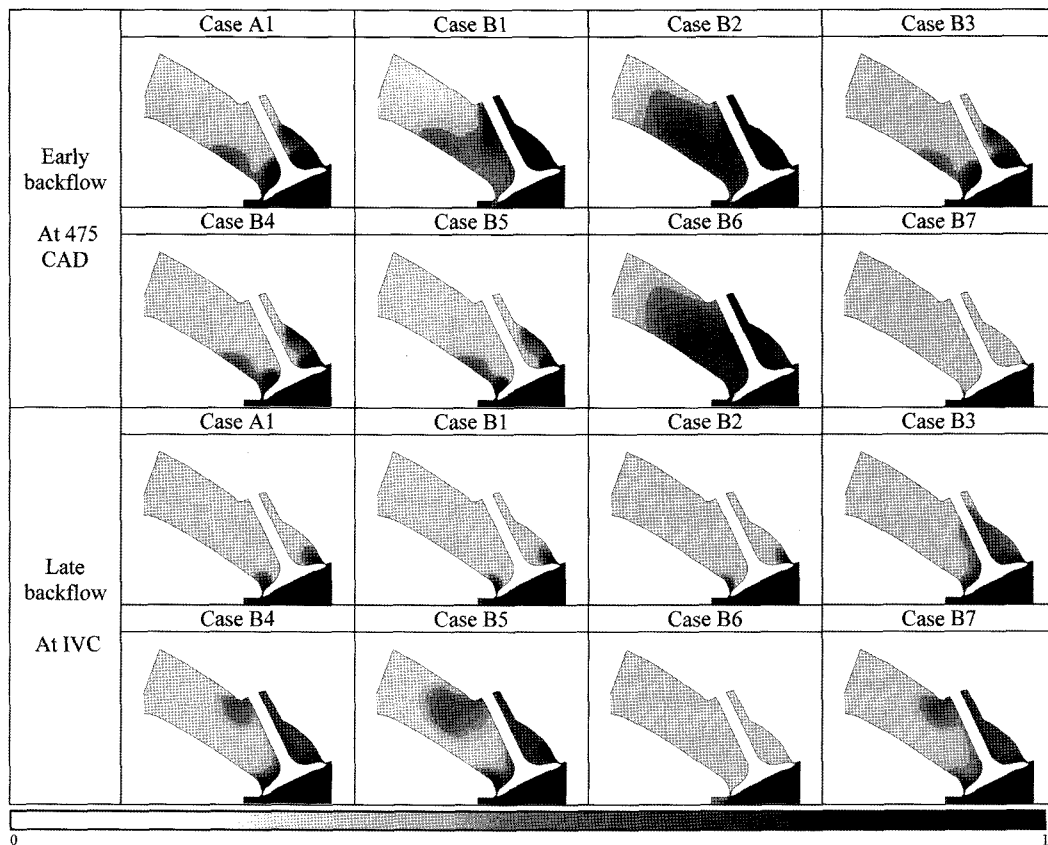 Case A1
Case B1
Case B2
Case B3
Early
backflow
At 475
CAD
Case B4
Case B5
Case B6
Case B7
Case A1
Case B1
Case B2
Case B3
Late
backflow
At IVC
Case B4
Case B5
Case B6
Case B7
0
1